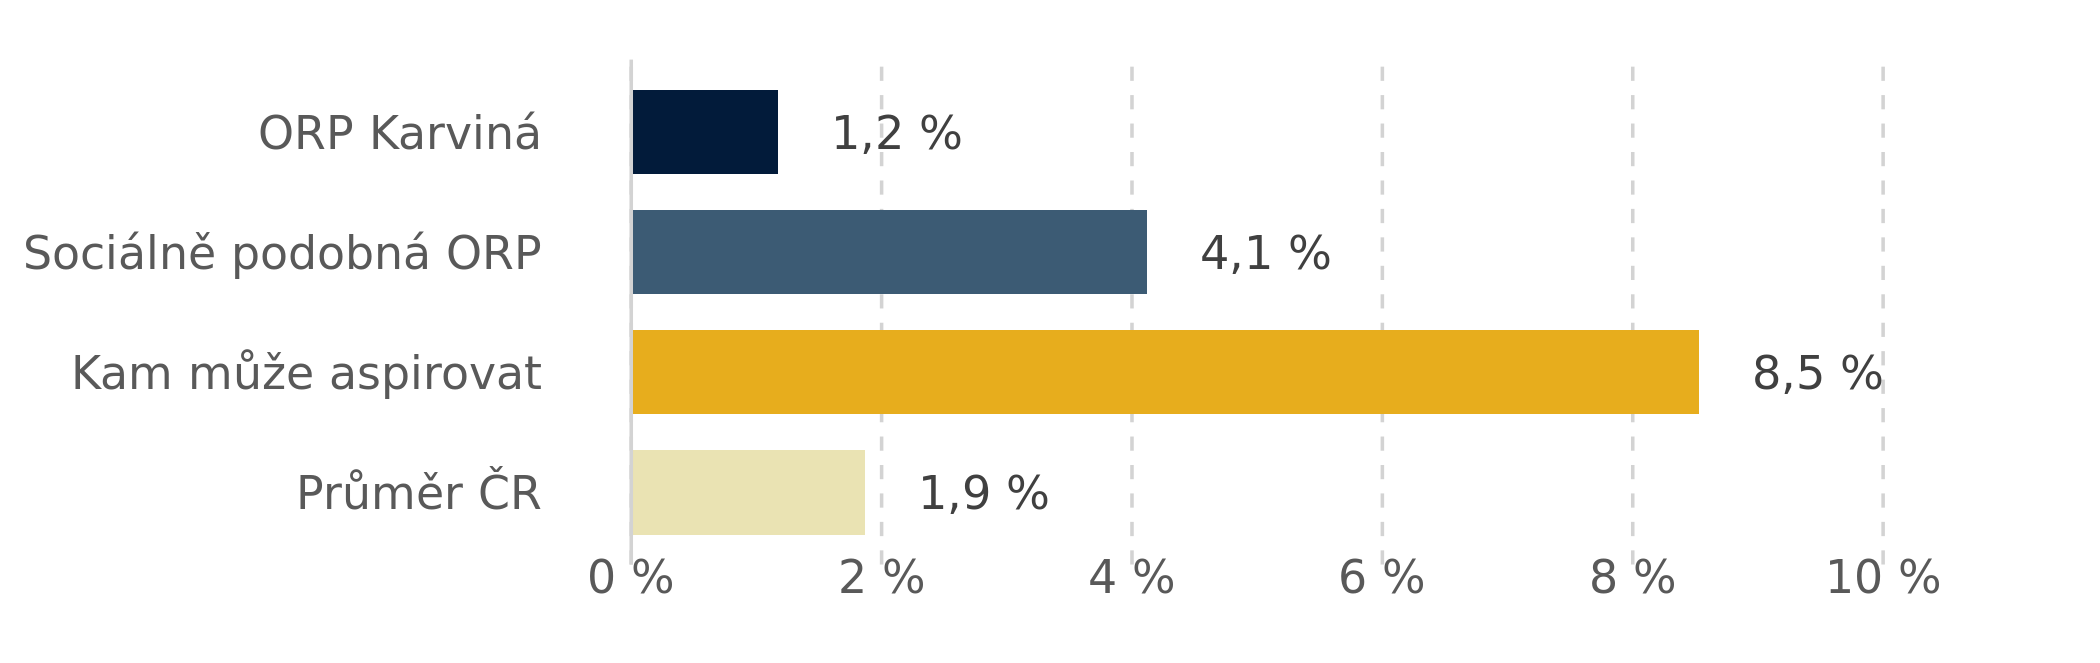 ORP Karviná 1,2 %
Sociálně podobná ORP 4,1 %
Kam může aspirovat 8,5 %
Průměr ČR 1,9 %
0 % 2 % 4 % 6 % 8 % 10 %